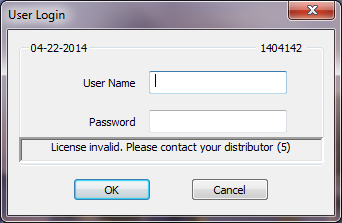 User Login
04-22-2014 1404142
User Name
Password
License invalid. Please contact your distributor (5)
OK Cancel